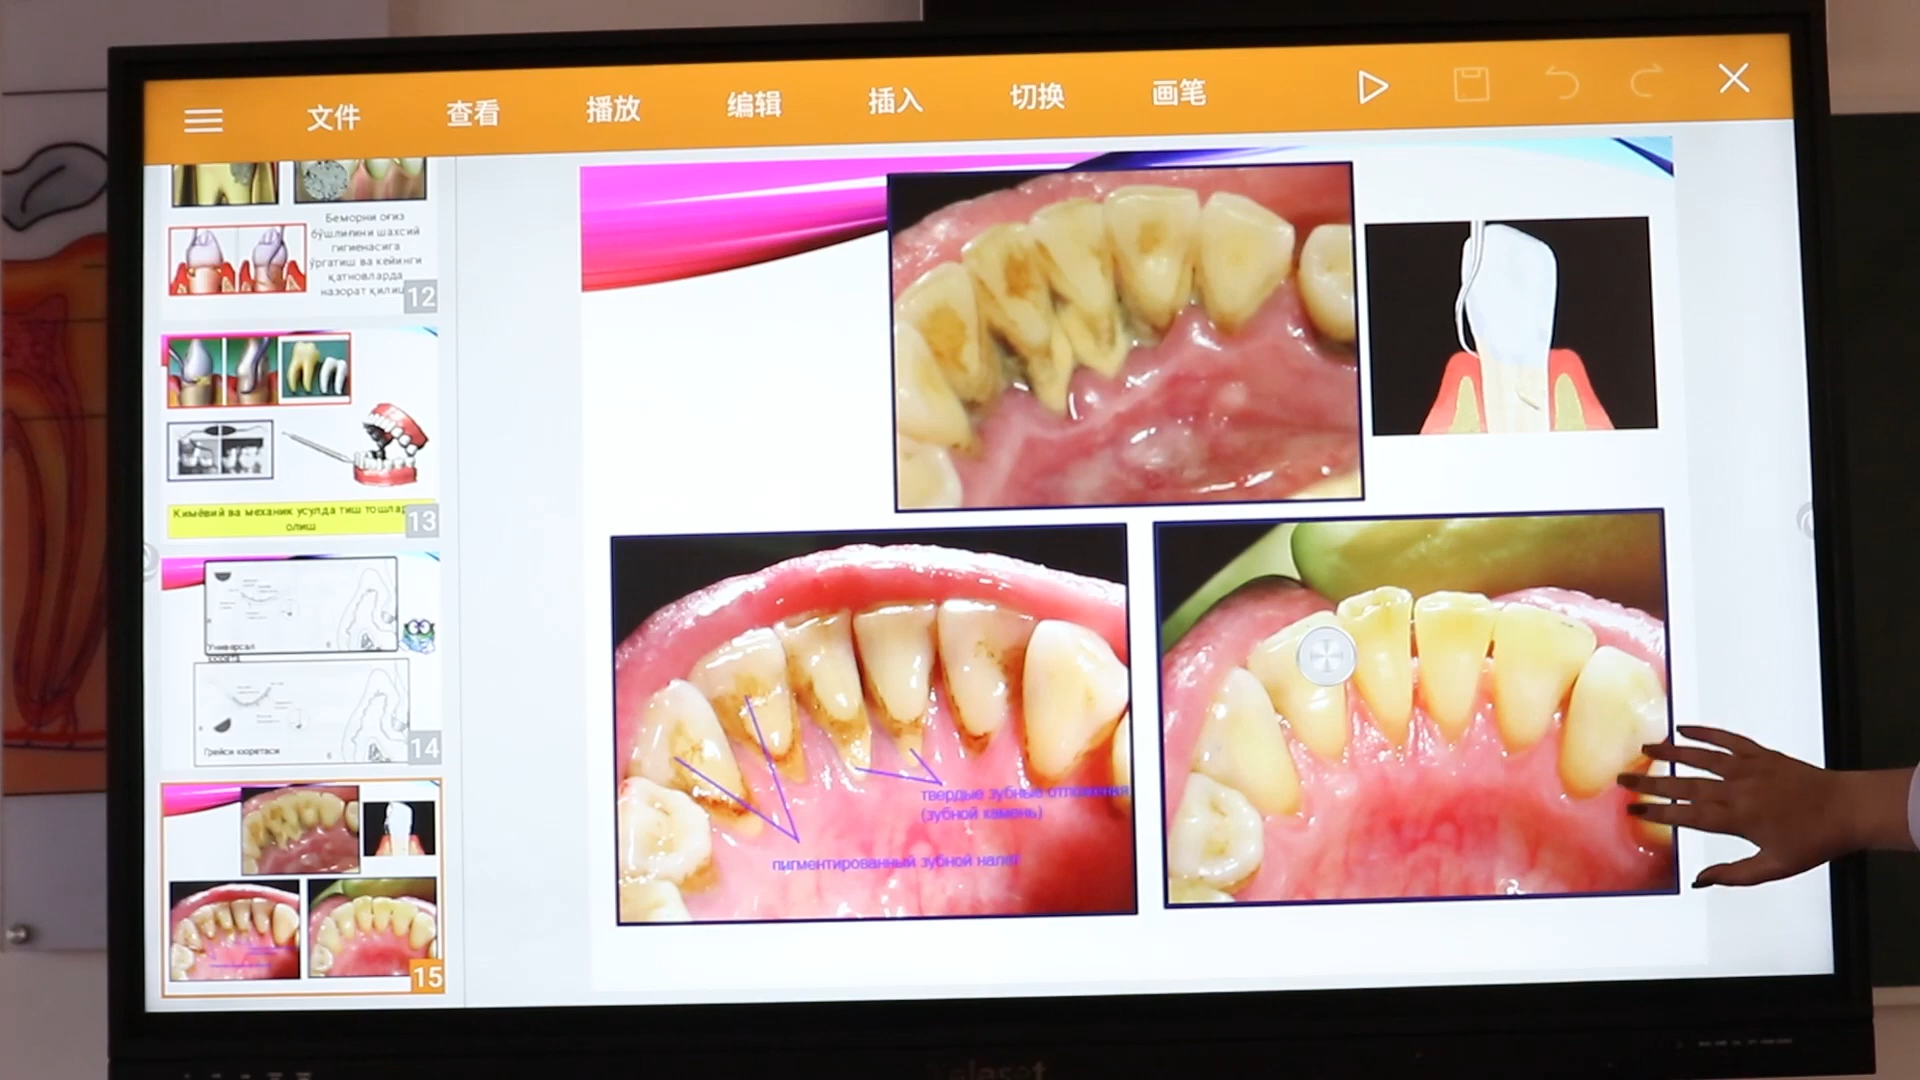 文件 查看 播放 编辑 插入 切换 画笔
Беморни оғиз
бўшлиғини шахсий
гигиенасига
ўргатиш ва кейинги
қатновларда
назорат қилиш
12
Кимёвий ва механик усулда тиш тошлар
олиш
13
Универсал
Грейси кюретаси
14
15
твердые зубные отложения
(зубной камень)
пигментированный зубной налет